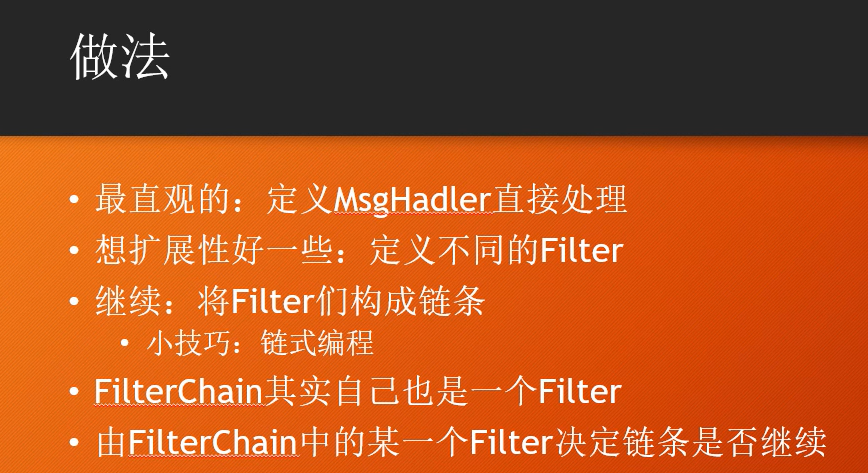 做法
最直观的：定义MsgHadler直接处理
想扩展性好一些：定义不同的Filter
继续：将Filter们构成链条
小技巧：链式编程
FilterChain其实自己也是一个Filter
由FilterChain中的某一个Filter决定链条是否继续